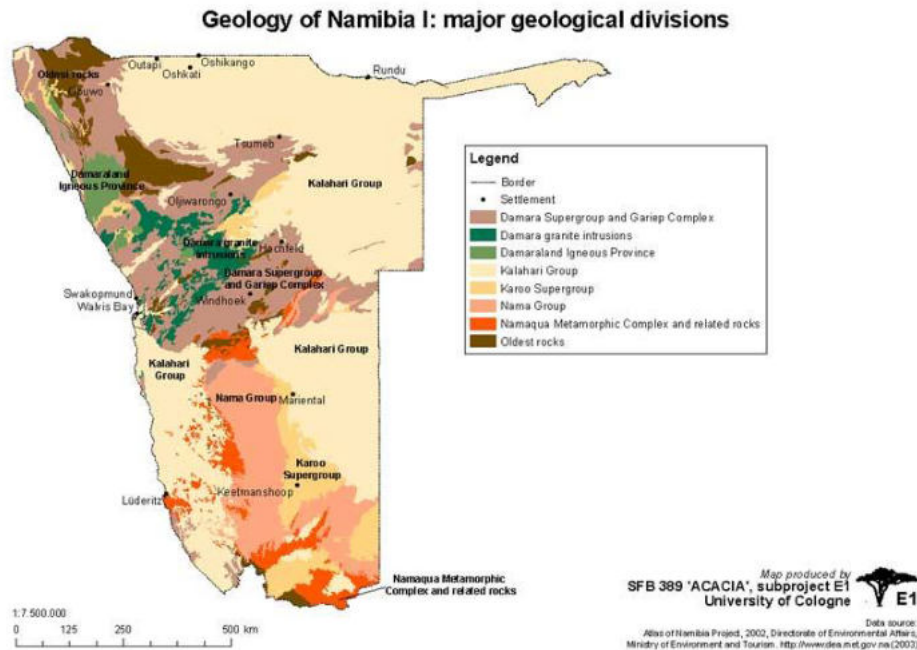 Geology of Namibia I: major geological divisions
Oshikango
Outapi
Oshkati
Rundu
Oldest rocks
Opuwo
Tsumeb
Damaraland
Igneous Province
Kalahari Group
Otjiwarongo
Damara granite
intrusions
Hochfeld
Damara Supergroup
and Gariep Complex
Swakopmund
Walvis Bay
Windhoek
Kalahari
Group
Kalahari Group
Nama Group
Mariental
Karoo
Supergroup
Keetmanshoop
Lüderitz
Namaqua Metamorphic
Complex and related rocks
Legend
Border
Settlement
Damara Supergroup and Gariep Complex
Damara granite intrusions
Damaraland Igneous Province
Kalahari Group
Karoo Supergroup
Nama Group
Namaqua Metamorphic Complex and related rocks
Oldest rocks
1:7.500.000
0 125 250 500 km
Map produced by
SFB 389 'ACACIA', subproject E1
University of Cologne
E1
Data source:
Atlas of Namibia Project, 2002, Directorate of Environmental Affairs,
Ministry of Environment and Tourism. http://www.dea.met.gov.na (2003)